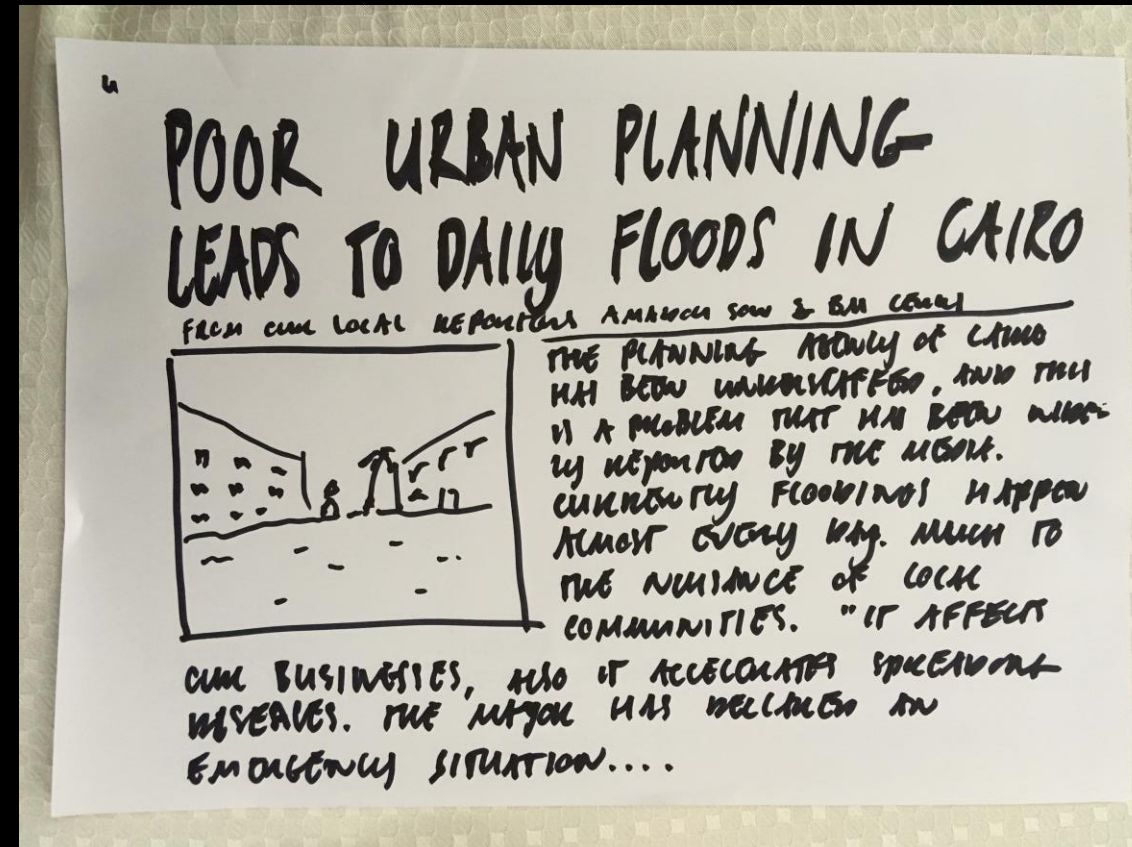 4
POOR URBAN PLANNING
LEADS TO DAILY FLOODS IN CAIRO
FROM OUR LOCAL REPORTERS &
THE PLANNING AGENCY OF CAIRO
HAS BEEN UNDERSTAFFED, AND THIS
IS A PROBLEM THAT HAS BEEN WIDE-
LY REPORTED BY THE MEDIA.
CURRENTLY FLOODINGS HAPPEN
ALMOST EVERY DAY. MUCH TO
THE NUISANCE OF LOCAL
COMMUNITIES. "IT AFFECTS
OUR BUSINESSES, ALSO IT ACCELERATES SPREADING
DISEASES. THE MAYOR HAS DECLARED AN
EMERGENCY SITUATION....